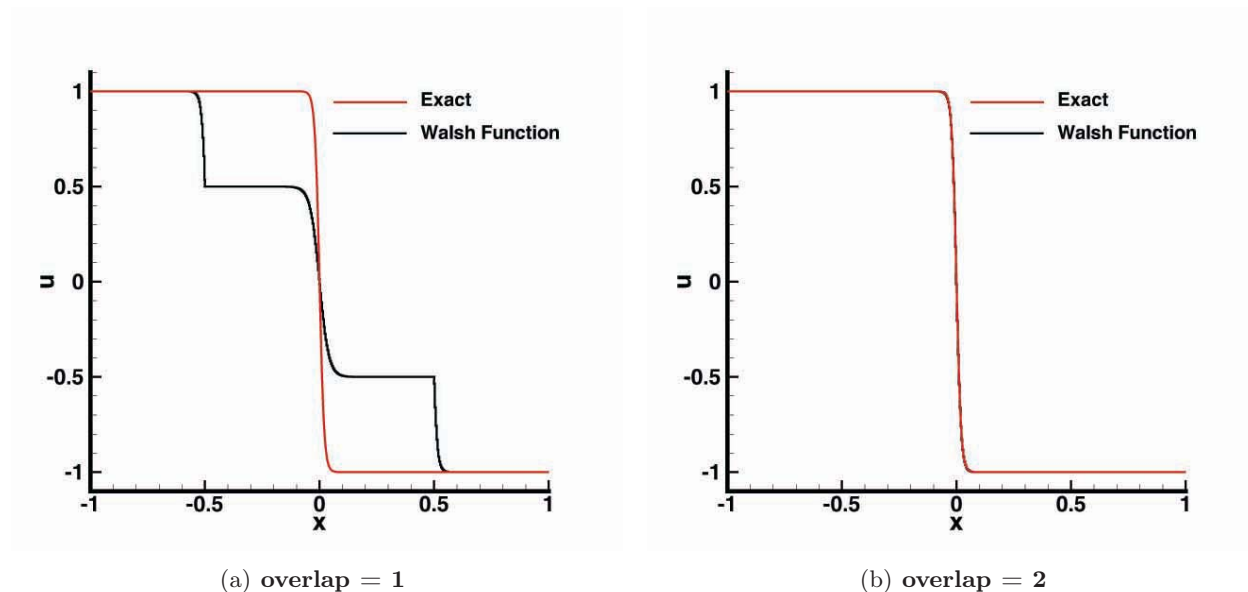 1
0.5
0
-0.5
-1
u
Exact
Walsh Function
-1 -0.5 0 0.5 1
x
(a) overlap = 1
1
0.5
0
-0.5
-1
u
Exact
Walsh Function
-1 -0.5 0 0.5 1
x
(b) overlap = 2